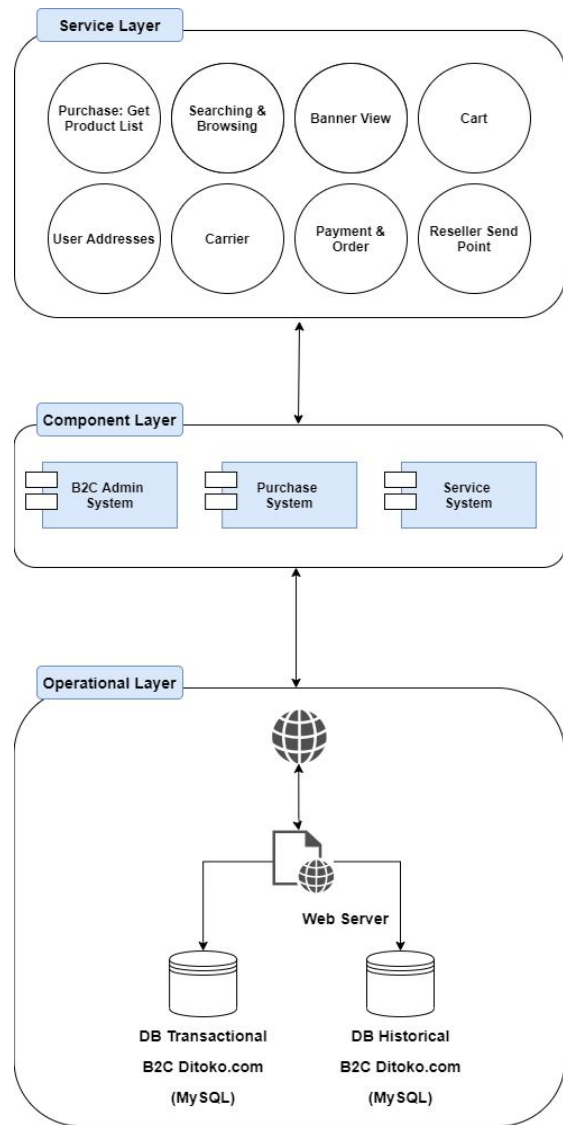 Service Layer
Purchase: Get
Product List
Searching &
Browsing
Banner View
Cart
User Addresses
Carrier
Payment &
Order
Reseller Send
Point
Component Layer
B2C Admin
System
Purchase
System
Service
System
Operational Layer
Web Server
DB Transactional
B2C Ditoko.com
(MySQL)
DB Historical
B2C Ditoko.com
(MySQL)